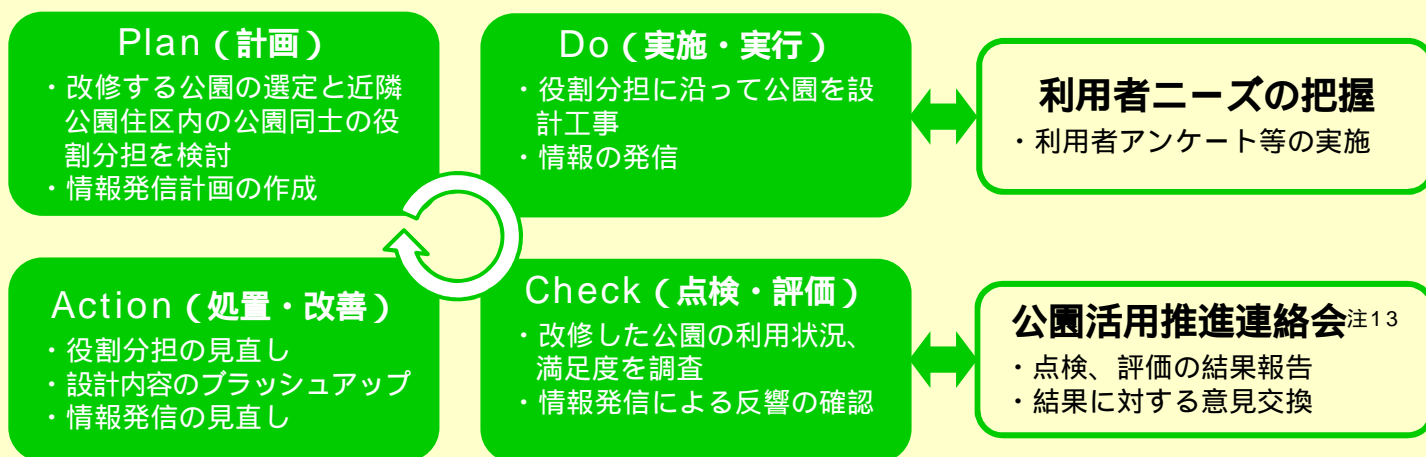 Plan（計画）
・改修する公園の選定と近隣
公園住区内の公園同士の役
割分担を検討
・情報発信計画の作成
Do（実施・実行）
・役割分担に沿って公園を設
計工事
・情報の発信
利用者ニーズの把握
・利用者アンケート等の実施
Action（処置・改善）
・役割分担の見直し
・設計内容のブラッシュアップ
・情報発信の見直し
Check（点検・評価）
・改修した公園の利用状況、
満足度を調査
・情報発信による反響の確認
公園活用推進連絡会注13
・点検、評価の結果報告
・結果に対する意見交換